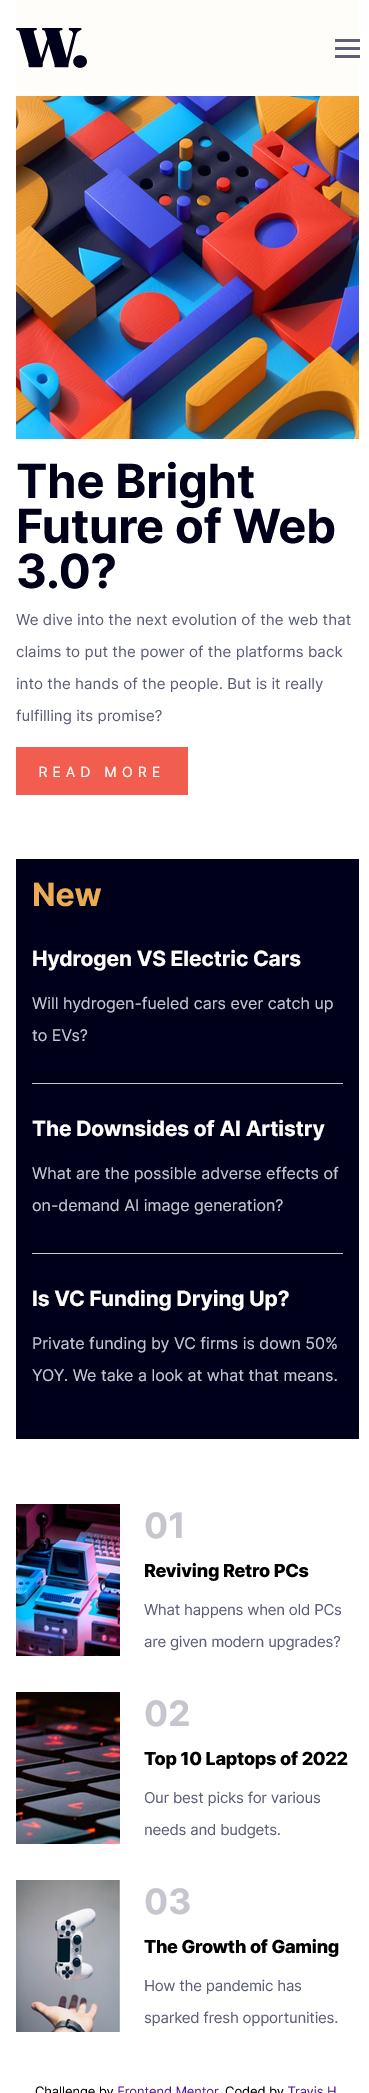 W.
The Bright
Future of Web
3.0?
We dive into the next evolution of the web that
claims to put the power of the platforms back
into the hands of the people. But is it really
fulfilling its promise?
READ MORE
New
Hydrogen VS Electric Cars
Will hydrogen-fueled cars ever catch up
to EVs?
The Downsides of AI Artistry
What are the possible adverse effects of
on-demand AI image generation?
Is VC Funding Drying Up?
Private funding by VC firms is down 50%
YOY. We take a look at what that means.
01
Reviving Retro PCs
What happens when old PCs
are given modern upgrades?
02
Top 10 Laptops of 2022
Our best picks for various
needs and budgets.
03
The Growth of Gaming
How the pandemic has
sparked fresh opportunities.
Challenge by Frontend Mentor. Coded by Travis H.